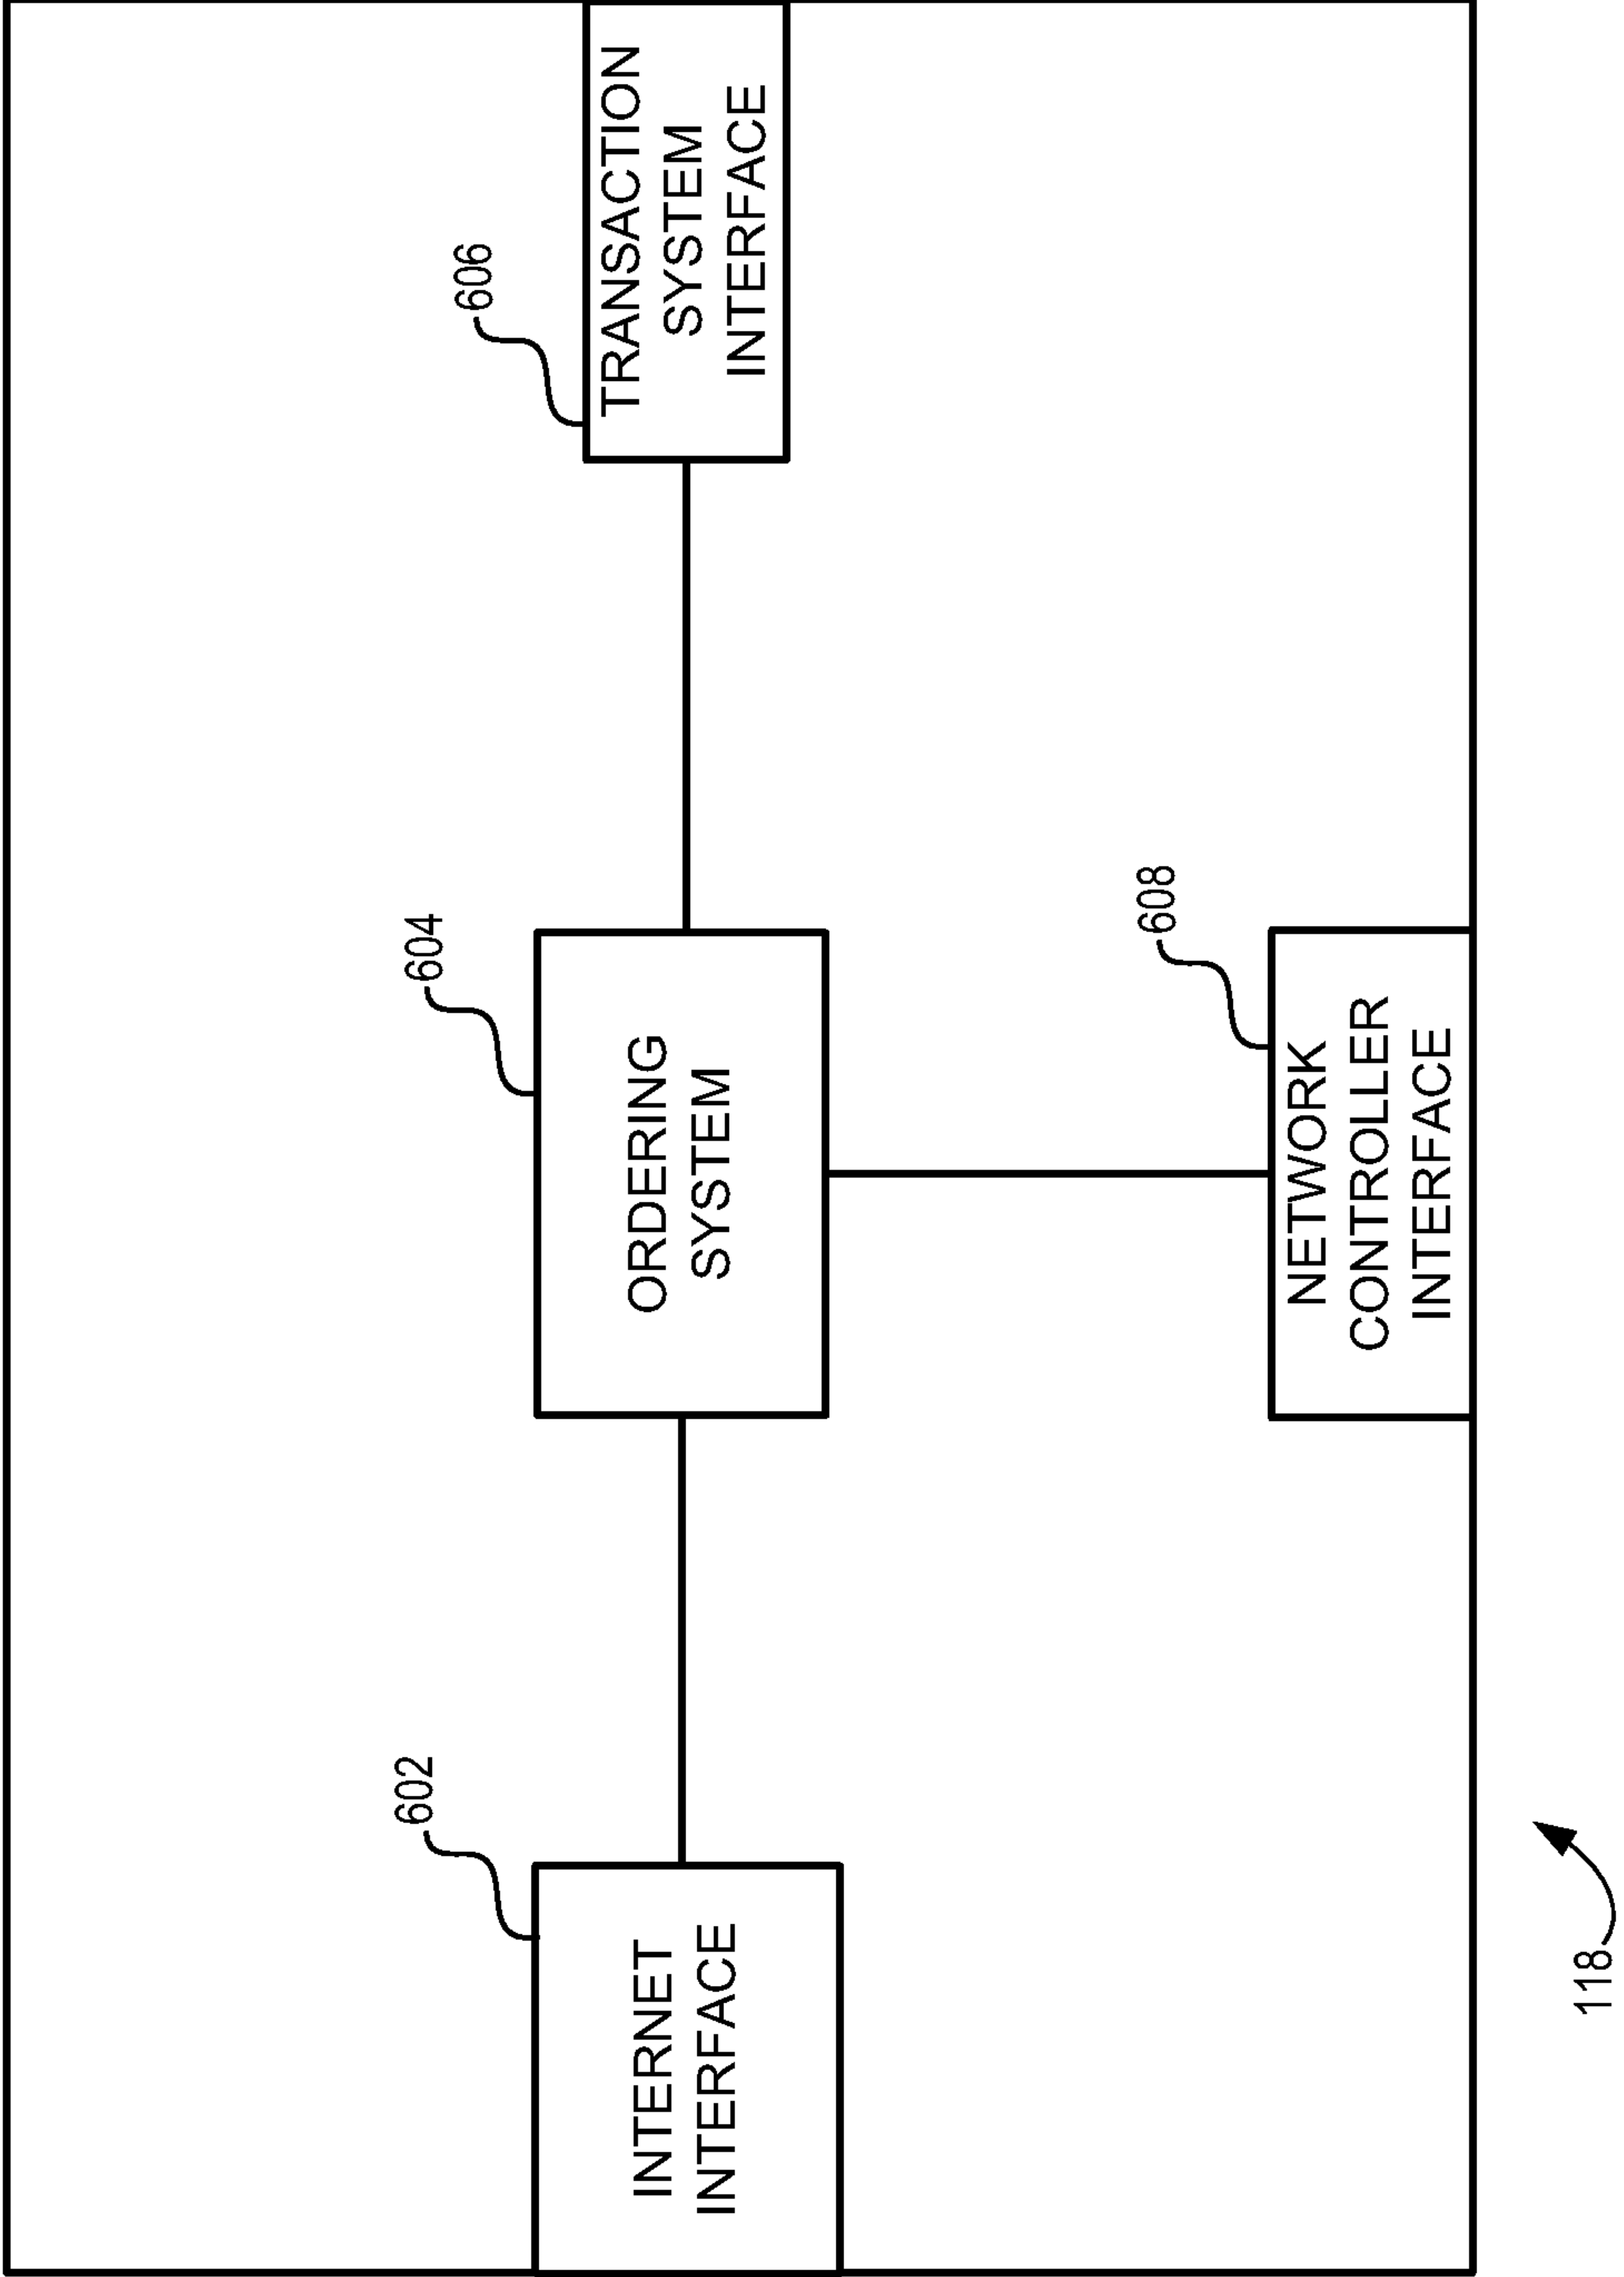 602
INTERNET
INTERFACE
604
ORDERING
SYSTEM
606
TRANSACTION
SYSTEM
INTERFACE
608
NETWORK
CONTROLLER
INTERFACE
118